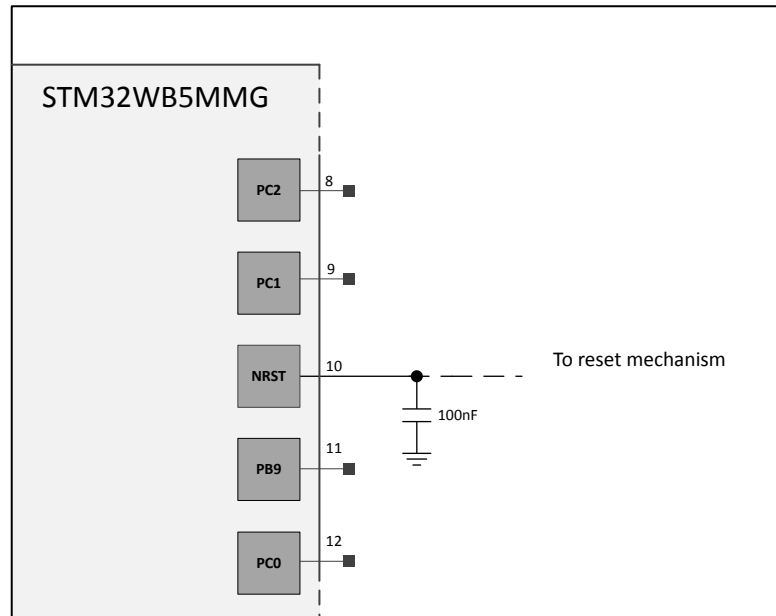 STM32WB5MMG
PC2
8
PC1
9
NRST
10
To reset mechanism
100nF
PB9
11
PC0
12